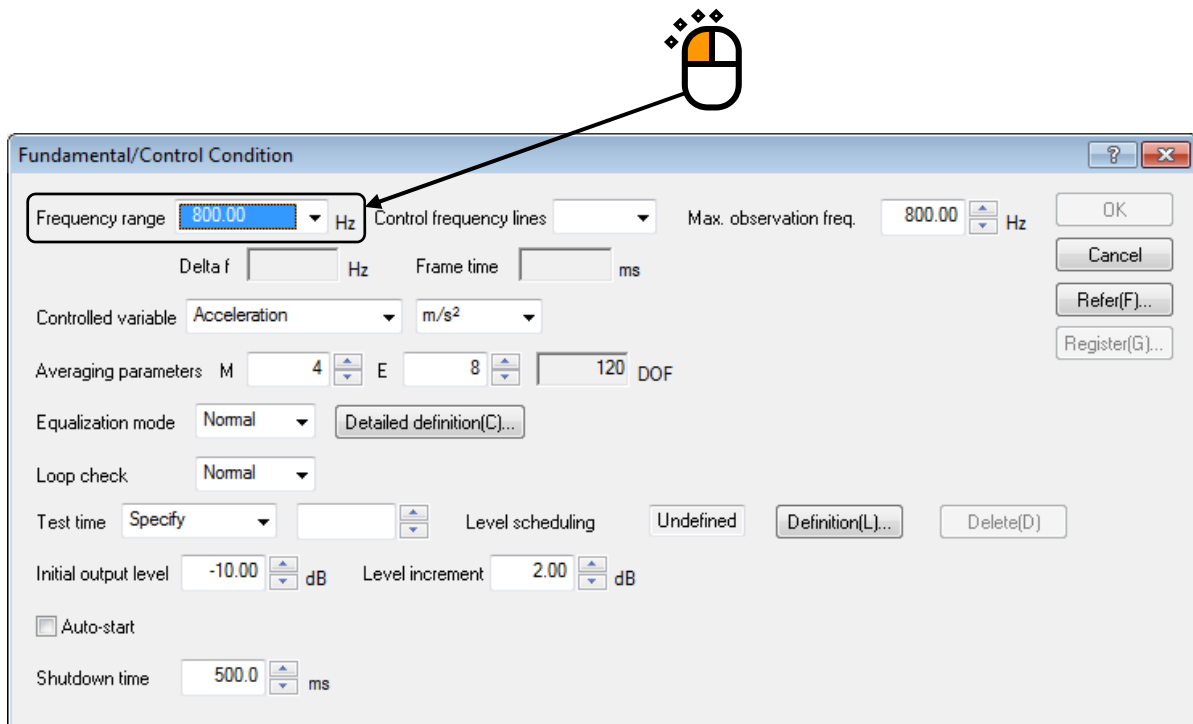 Fundamental/Control Condition
Frequency range 800.00 Hz Control frequency lines Max. observation freq. 800.00 Hz OK
Delta f Hz Frame time ms Cancel
Controlled variable Acceleration m/s² Refer(F)...
Register(G)...
Averaging parameters M 4 E 8 120 DOF
Equalization mode Normal Detailed definition(C)...
Loop check Normal
Test time Specify Level scheduling Undefined Definition(L)... Delete(D)
Initial output level -10.00 dB Level increment 2.00 dB
Auto-start
Shutdown time 500.0 ms